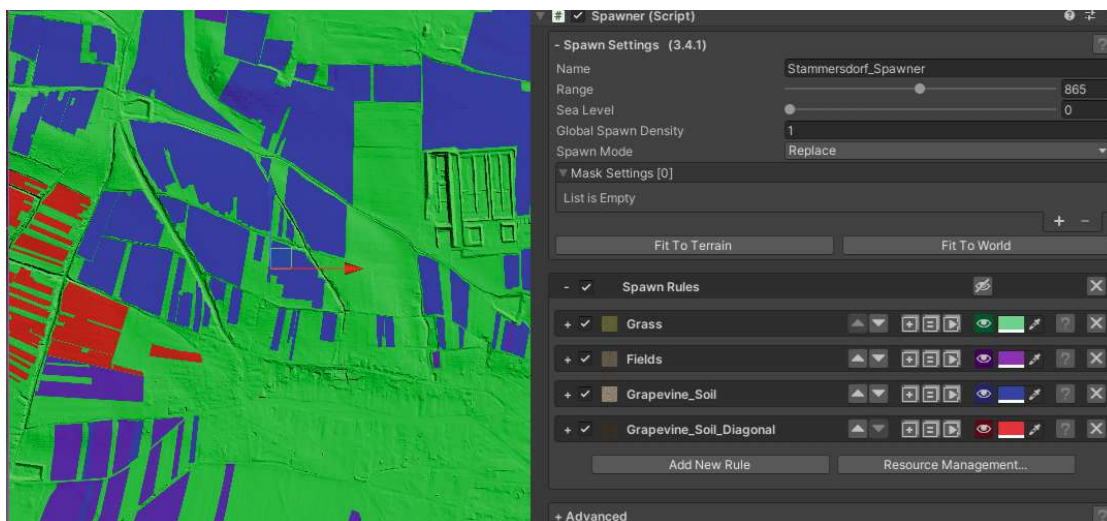 # Spawner (Script)
- Spawn Settings (3.4.1)
Name Stammersdorf_Spawner
Range 865
Sea Level 0
Global Spawn Density 1
Spawn Mode Replace
Mask Settings [0]
List is Empty
+ -
Fit To Terrain Fit To World
- Spawn Rules X
+ Grass ? X
+ Fields ? X
+ Grapevine_Soil ? X
+ Grapevine_Soil_Diagonal ? X
Add New Rule Resource Management...
+ Advanced ?